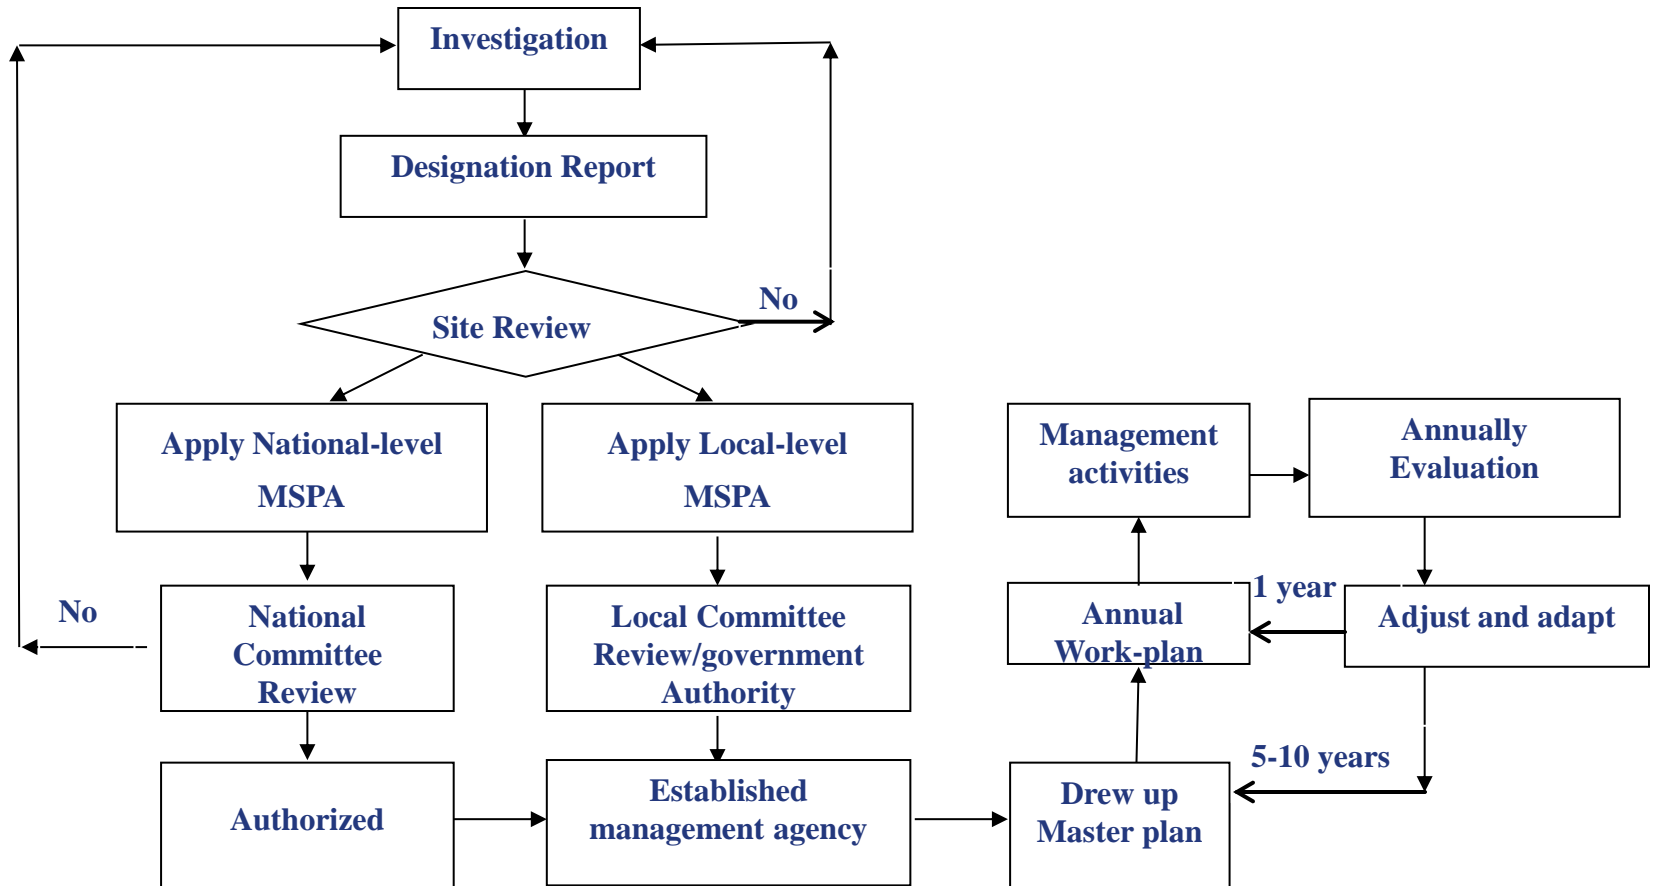 Investigation
Designation Report
No
Site Review
Apply National-level
MSPA
Apply Local-level
MSPA
Management
activities
Annually
Evaluation
No
National
Committee
Review
Local Committee
Review/government
Authority
Annual
Work-plan
1 year
Adjust and adapt
Authorized
Established
management agency
Drew up
Master plan
5-10 years